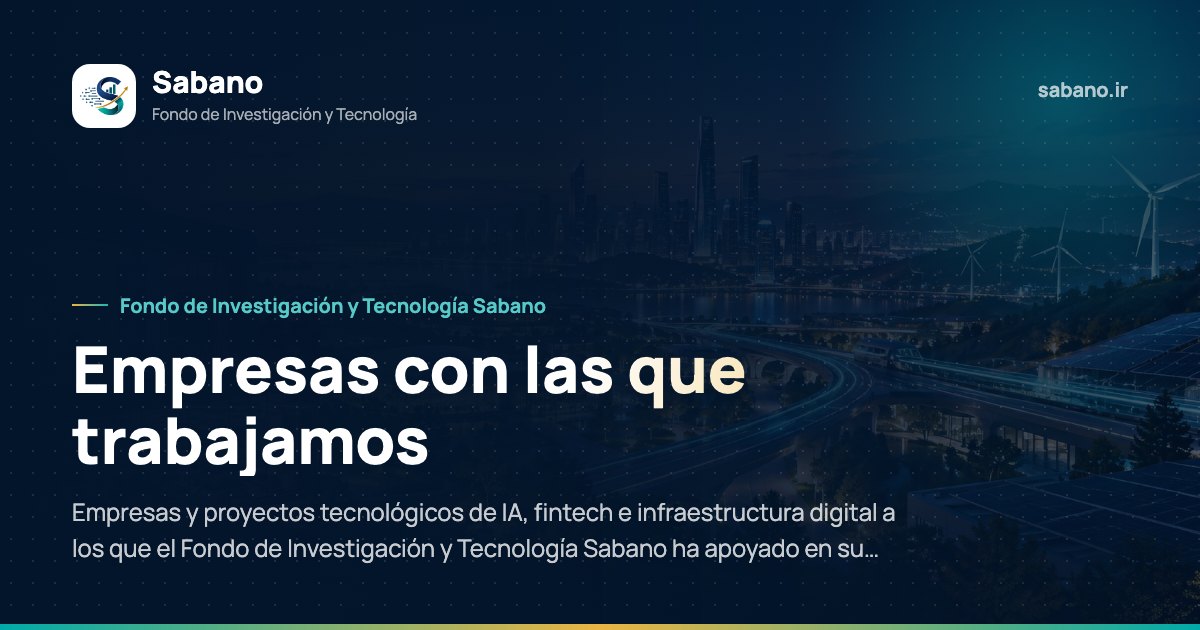 Sabano
Fondo de Investigación y Tecnología
sabano.ir
Fondo de Investigación y Tecnología Sabano
Empresas con las que
trabajamos
Empresas y proyectos tecnológicos de IA, fintech e infraestructura digital a
los que el Fondo de Investigación y Tecnología Sabano ha apoyado en su...